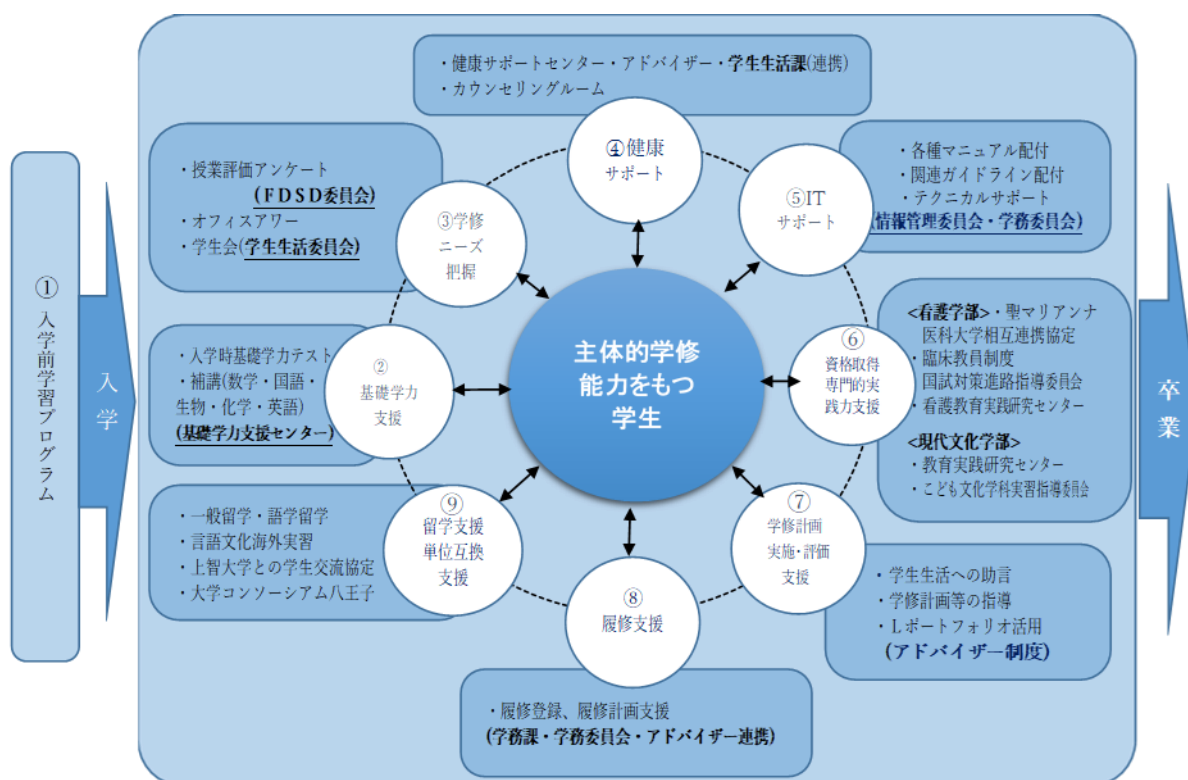 ①入学前学習プログラム
入学
・健康サポートセンター・アドバイザー・学生生活課(連携)
・カウンセリングルーム
④健康
サポート
・授業評価アンケート
(ＦＤＳＤ委員会)
・オフィスアワー
・学生会(学生生活委員会)
③学修
ニーズ
把握
・各種マニュアル配付
・関連ガイドライン配付
・テクニカルサポート
(情報管理委員会・学務委員会)
⑤IT
サポート
・入学時基礎学力テスト
・補講(数学・国語・
生物・化学・英語)
(基礎学力支援センター)
②
基礎学力
支援
主体的学修
能力をもつ
学生
⑥
資格取得
専門的実
践力支援
<看護学部>・聖マリアンナ
医科大学相互連携協定
・臨床教員制度
国試対策進路指導委員会
・看護教育実践研究センター
<現代文化学部>
・教育実践研究センター
・こども文化学科実習指導委員会
・一般留学・語学留学
・言語文化海外実習
・上智大学との学生交流協定
・大学コンソーシアム八王子
⑨
留学支援
単位互換
支援
⑦
学修計画
実施・評価
支援
・学生生活への助言
・学修計画等の指導
・Ｌポートフォリオ活用
(アドバイザー制度)
⑧
履修支援
・履修登録、履修計画支援
(学務課・学務委員会・アドバイザー連携)
卒業